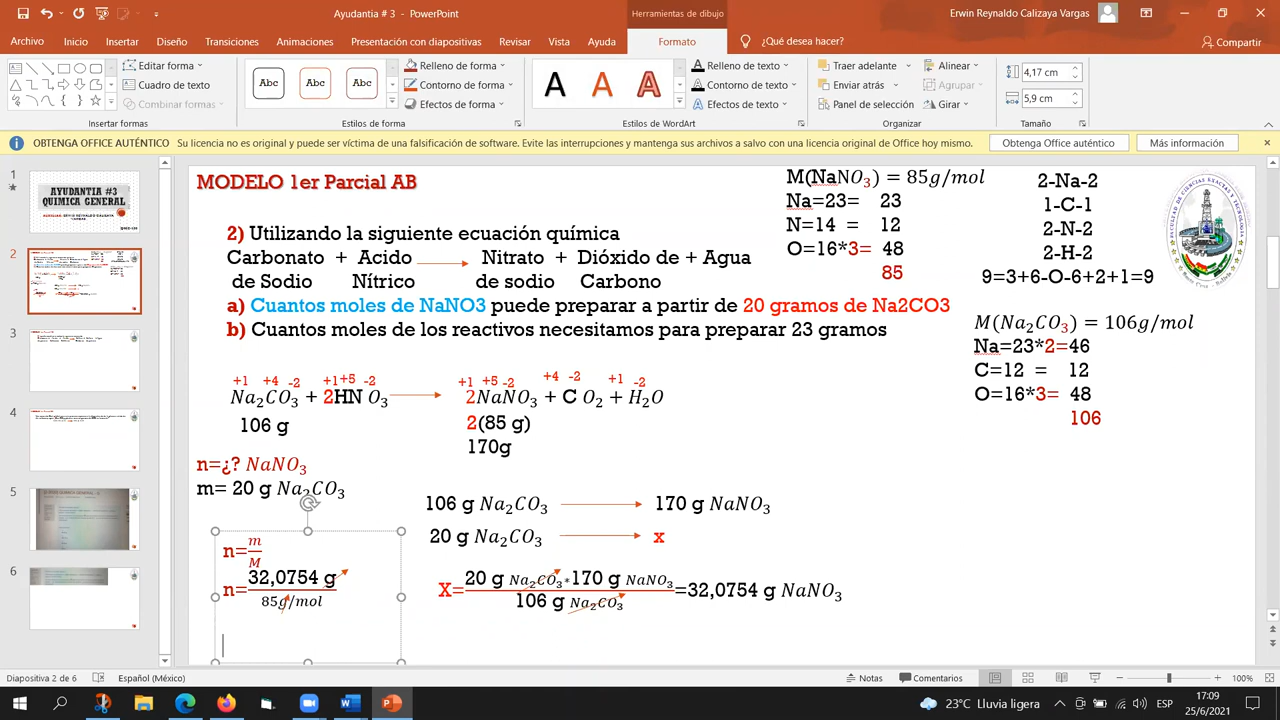 Ayudantia # 3 - PowerPoint
Herramientas de dibujo
Erwin Reynaldo Calizaya Vargas
Archivo Inicio Insertar Diseño Transiciones Animaciones Presentación con diapositivas Revisar Vista Ayuda Formato ¿Qué desea hacer? Compartir
Editar forma
Cuadro de texto
Combinar formas
Insertar formas
Abc Abc Abc
Relleno de forma
Contorno de forma
Efectos de forma
Estilos de forma
A A A
Relleno de texto
Contorno de texto
Efectos de texto
Estilos de WordArt
Traer adelante
Enviar atrás
Panel de selección
Alinear
Agrupar
Girar
Organizar
4,17 cm
5,9 cm
Tamaño
OBTENGA OFFICE AUTÉNTICO Su licencia no es original y puede ser víctima de una falsificación de software. Evite las interrupciones y mantenga sus archivos a salvo con una licencia original de Office hoy mismo. Obtenga Office auténtico Más información
1
AYUDANTIA #3
QUIMICA GENERAL
2
3
4
5
6
MODELO 1er Parcial AB
2) Utilizando la siguiente ecuación química
Carbonato + Acido → Nitrato + Dióxido de + Agua
de Sodio Nítrico de sodio Carbono
a) Cuantos moles de NaNO3 puede preparar a partir de 20 gramos de Na2CO3
b) Cuantos moles de los reactivos necesitamos para preparar 23 gramos
M(NaNO₃) = 85g/mol
Na=23= 23
N=14 = 12
O=16*3= 48
85
2-Na-2
1-C-1
2-N-2
2-H-2
9=3+6-O-6+2+1=9
M(Na₂CO₃) = 106g/mol
Na=23*2=46
C=12 = 12
O=16*3= 48
106
+1 +4 -2 +1 +5 -2 +1 +5 -2 +4 -2 +1 -2
Na₂CO₃ + 2HN O₃ → 2NaNO₃ + C O₂ + H₂O
106 g 2(85 g)
170g
n=¿? NaNO₃
m= 20 g Na₂CO₃
n=m/M
n=32,0754 g/85g/mol
106 g Na₂CO₃ → 170 g NaNO₃
20 g Na₂CO₃ → x
X=20 g Na₂CO₃*170 g NaNO₃/106 g Na₂CO₃=32,0754 g NaNO₃
Diapositiva 2 de 6 Español (México) Notas Comentarios 100%
23°C Lluvia ligera ESP 17:09
25/6/2021